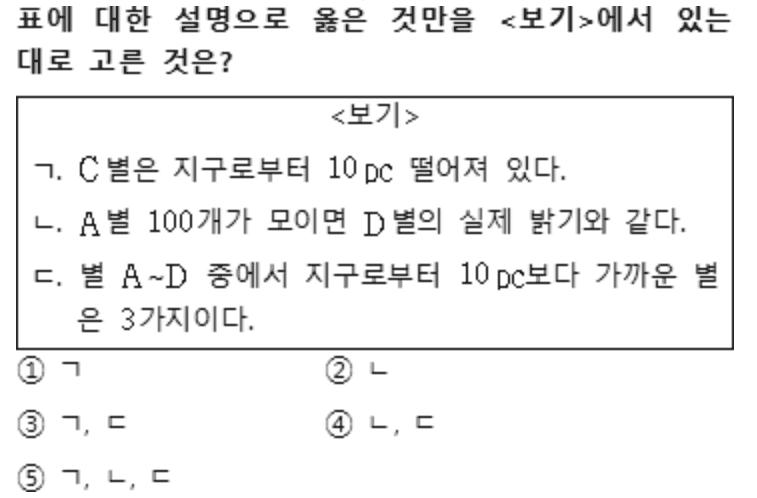 표에 대한 설명으로 옳은 것만을 <보기>에서 있는
대로 고른 것은?
<보기>
ㄱ. C별은 지구로부터 10pc 떨어져 있다.
ㄴ. A별 100개가 모이면 D별의 실제 밝기와 같다.
ㄷ. 별 A~D 중에서 지구로부터 10pc보다 가까운 별
은 3가지이다.
① ㄱ ② ㄴ
③ ㄱ, ㄷ ④ ㄴ, ㄷ
⑤ ㄱ, ㄴ, ㄷ